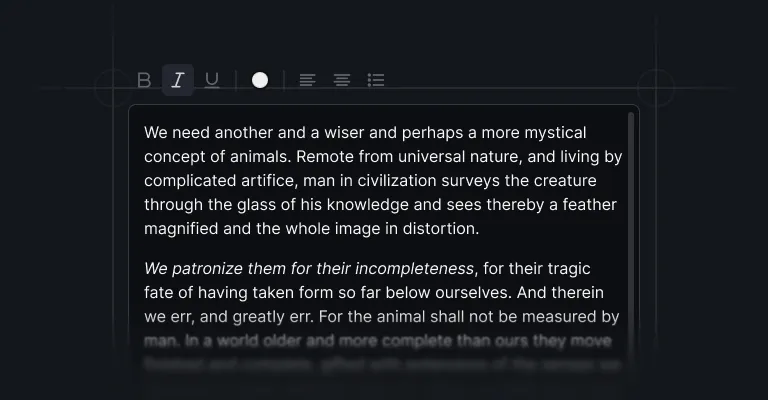 B I U
We need another and a wiser and perhaps a more mystical
concept of animals. Remote from universal nature, and living by
complicated artifice, man in civilization surveys the creature
through the glass of his knowledge and sees thereby a feather
magnified and the whole image in distortion.
We patronize them for their incompleteness, for their tragic
fate of having taken form so far below ourselves. And therein
we err, and greatly err. For the animal shall not be measured by
man. In a world older and more complete than ours they move